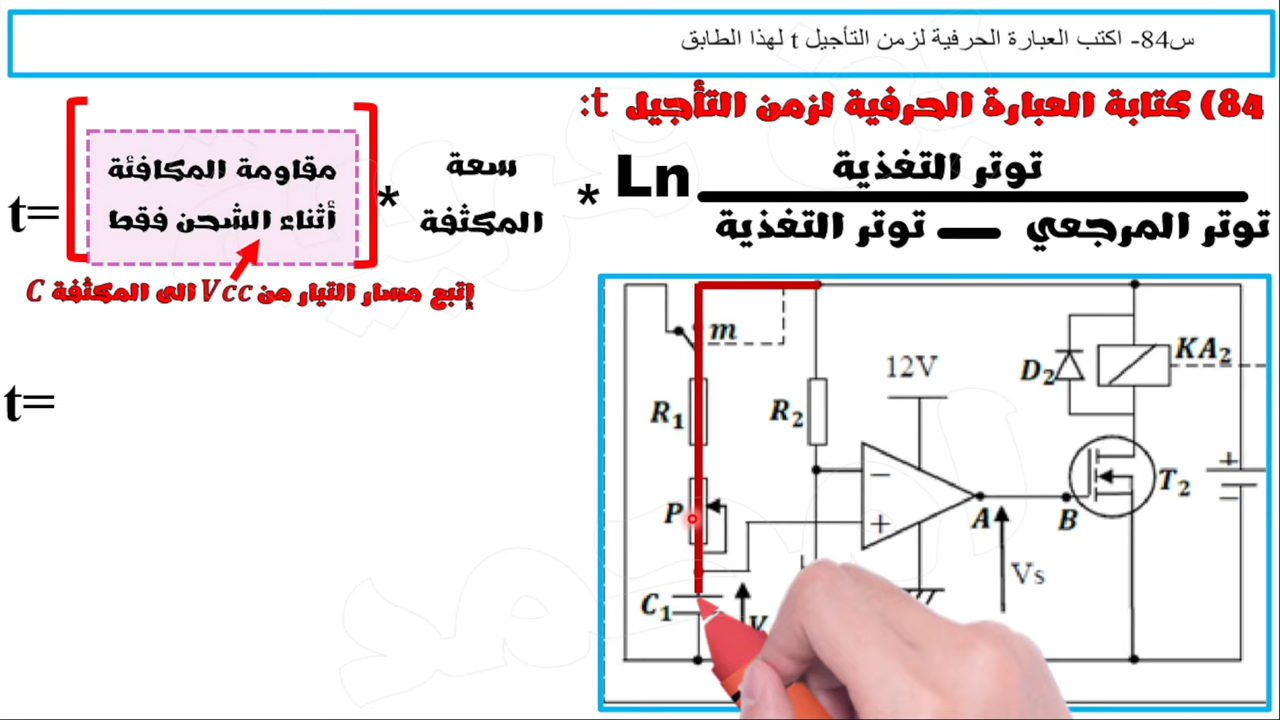 س84- اكتب العبارة الحرفية لزمن التأجيل t لهذا الطابق
84) كتابة العبارة الحرفية لزمن التأجيل t:
t= [ مقاومة المكافئة
أثناء الشحن فقط ] * سعة
المكثفة * Ln توتر التغذية
توتر المرجعي — توتر التغذية
إتبع مسار التيار من Vcc الى المكثفة C
t=
m
R1
R2
12V
D2
KA2
P
−
+
A
B
T2
+
−
C1
Vs